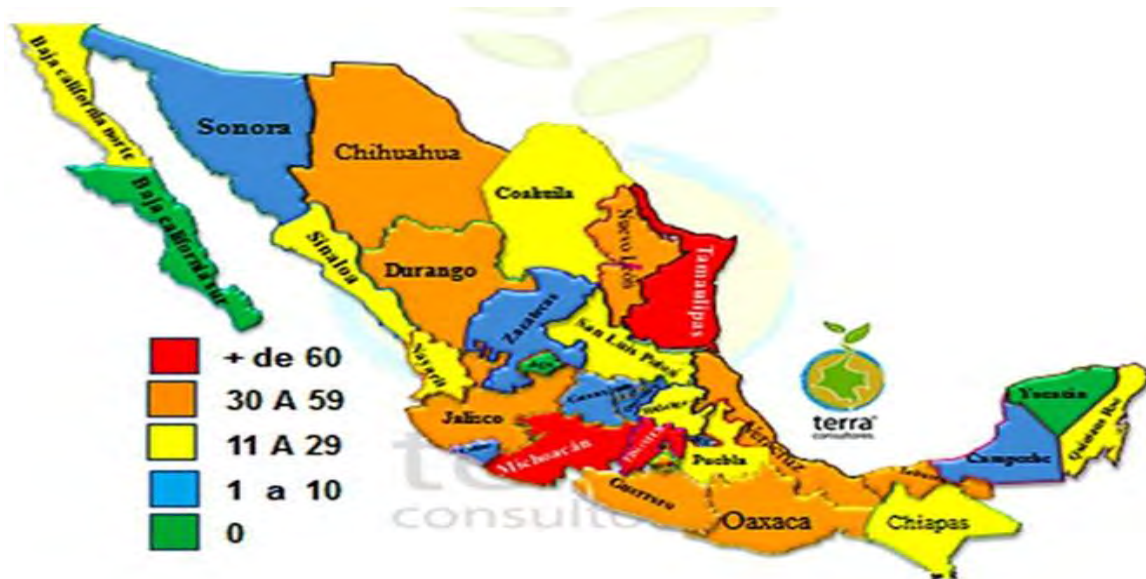 Baja california norte
Sonora
Chihuahua
Coahuila
Nuevo León
Tamaulipas
Baja california sur
Sinaloa
Durango
Zacatecas
San Luis Potosí
Nayarit
Jalisco
Michoacán
Veracruz
Puebla
Guerrero
Oaxaca
Chiapas
Campeche
Yucatán
Quintana Roo
+ de 60
30 A 59
11 A 29
1 a 10
0
terra
consultores
consulto